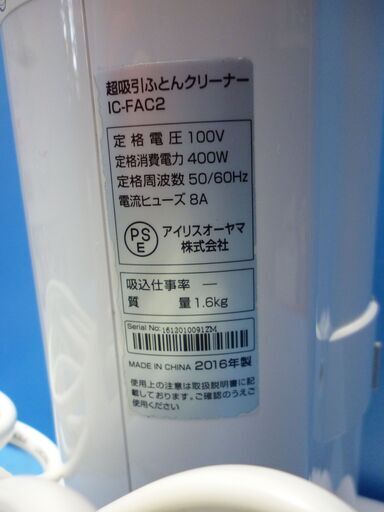 超吸引ふとんクリーナー
IC-FAC2
定格電圧 100V
定格消費電力 400W
定格周波数 50/60Hz
電流ヒューズ 8A
PS
E
アイリスオーヤマ
株式会社
吸込仕事率 ―
質 量 1.6kg
Serial No: 1612010091ZM
MADE IN CHINA 2016年製
使用上の注意は取扱説明書に記
載しております。ご確認のうえご
使用ください